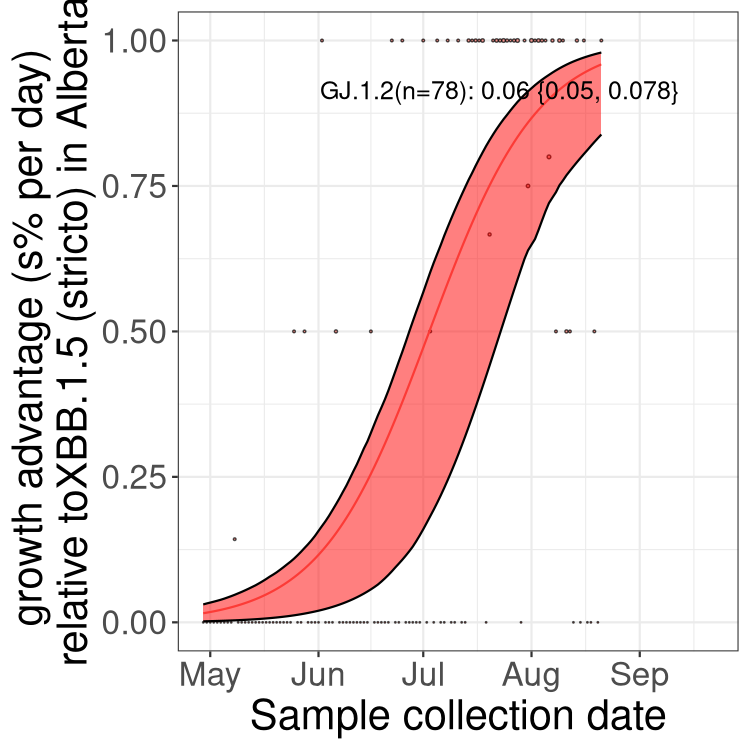 growth advantage (s% per day)
relative toXBB.1.5 (stricto) in Alberta
1.00
0.75
0.50
0.25
0.00
GJ.1.2(n=78): 0.06 {0.05, 0.078}
May Jun Jul Aug Sep
Sample collection date